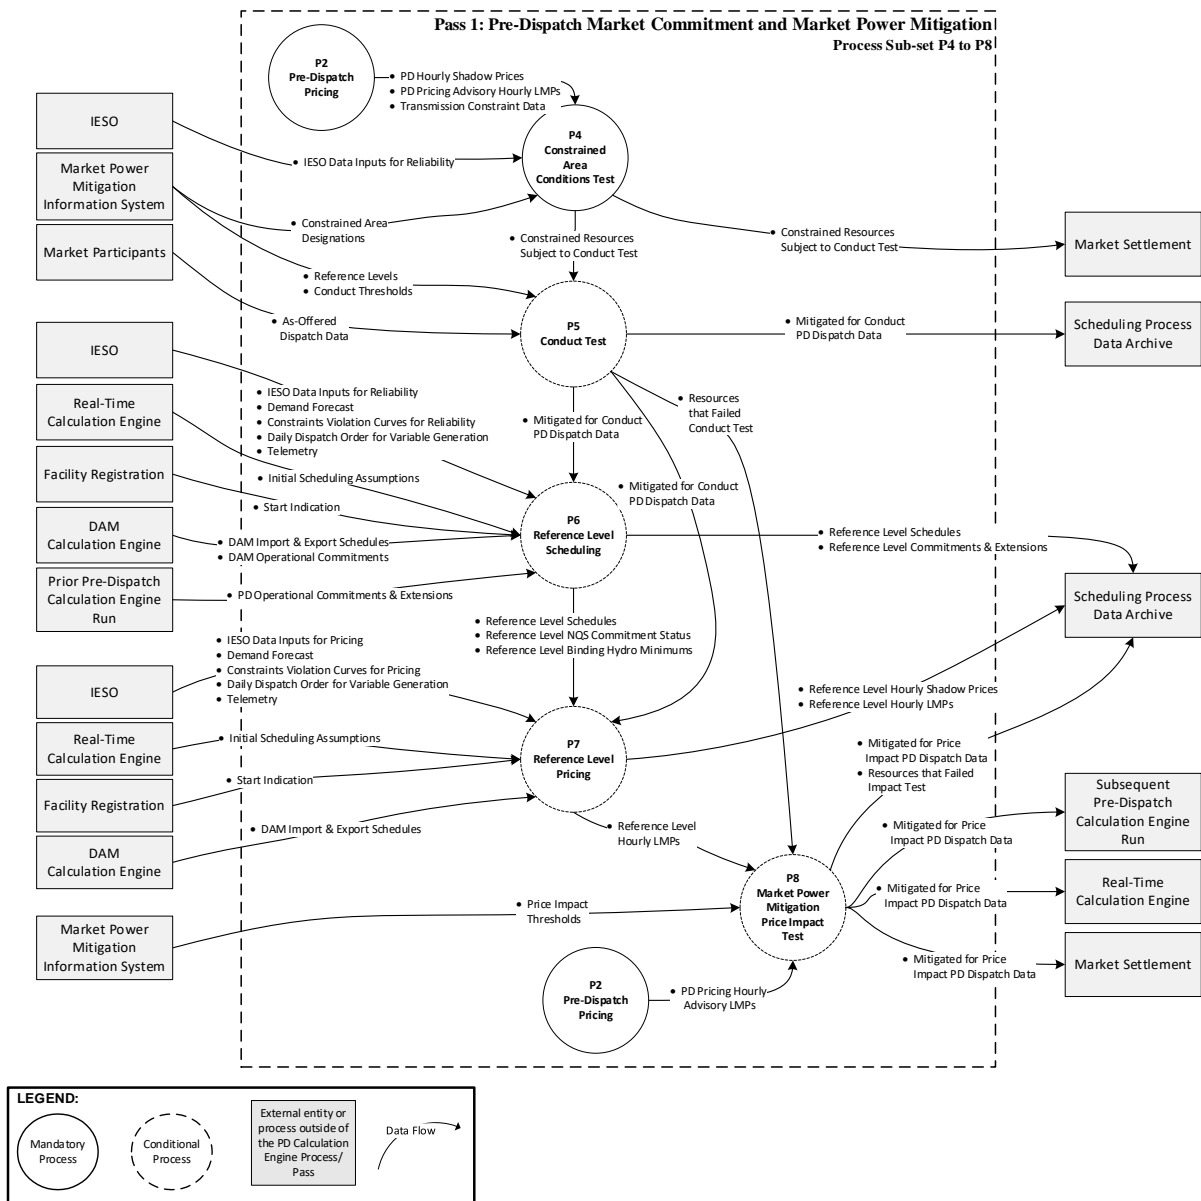 Pass 1: Pre-Dispatch Market Commitment and Market Power Mitigation
Process Sub-set P4 to P8
P2
Pre-Dispatch
Pricing
• PD Hourly Shadow Prices
• PD Pricing Advisory Hourly LMPs
• Transmission Constraint Data
IESO
• IESO Data Inputs for Reliability
P4
Constrained
Area
Conditions Test
Market Power
Mitigation
Information System
• Constrained Area
Designations
• Constrained Resources
Subject to Conduct Test
• Constrained Resources
Subject to Conduct Test
Market Settlement
Market Participants
• Reference Levels
• Conduct Thresholds
• As-Offered
Dispatch Data
P5
Conduct Test
• Mitigated for Conduct
PD Dispatch Data
Scheduling Process
Data Archive
IESO
• IESO Data Inputs for Reliability
• Demand Forecast
• Constraints Violation Curves for Reliability
• Daily Dispatch Order for Variable Generation
• Telemetry
• Mitigated for Conduct
PD Dispatch Data
• Resources
that Failed
Conduct Test
Real-Time
Calculation Engine
• Initial Scheduling Assumptions
• Mitigated for Conduct
PD Dispatch Data
Facility Registration
• Start Indication
P6
Reference Level
Scheduling
DAM
Calculation Engine
• DAM Import & Export Schedules
• DAM Operational Commitments
• Reference Level Schedules
• Reference Level Commitments & Extensions
Prior Pre-Dispatch
Calculation Engine
Run
• PD Operational Commitments & Extensions
Scheduling Process
Data Archive
• Reference Level Schedules
• Reference Level NQS Commitment Status
• Reference Level Binding Hydro Minimums
IESO
• IESO Data Inputs for Pricing
• Demand Forecast
• Constraints Violation Curves for Pricing
• Daily Dispatch Order for Variable Generation
• Telemetry
• Reference Level Hourly Shadow Prices
• Reference Level Hourly LMPs
Real-Time
Calculation Engine
• Initial Scheduling Assumptions
P7
Reference Level
Pricing
• Mitigated for Price
Impact PD Dispatch Data
• Resources that Failed
Impact Test
Facility Registration
• Start Indication
Subsequent
Pre-Dispatch
Calculation Engine
Run
DAM
Calculation Engine
• DAM Import & Export Schedules
• Reference Level
Hourly LMPs
• Mitigated for Price
Impact PD Dispatch Data
P8
Market Power
Mitigation
Price Impact
Test
• Mitigated for Price
Impact PD Dispatch Data
Real-Time
Calculation Engine
Market Power
Mitigation
Information System
• Price Impact
Thresholds
• Mitigated for Price
Impact PD Dispatch Data
Market Settlement
P2
Pre-Dispatch
Pricing
• PD Pricing Hourly
Advisory LMPs
LEGEND:
Mandatory
Process
Conditional
Process
External entity or
process outside of
the PD Calculation
Engine Process/
Pass
Data Flow